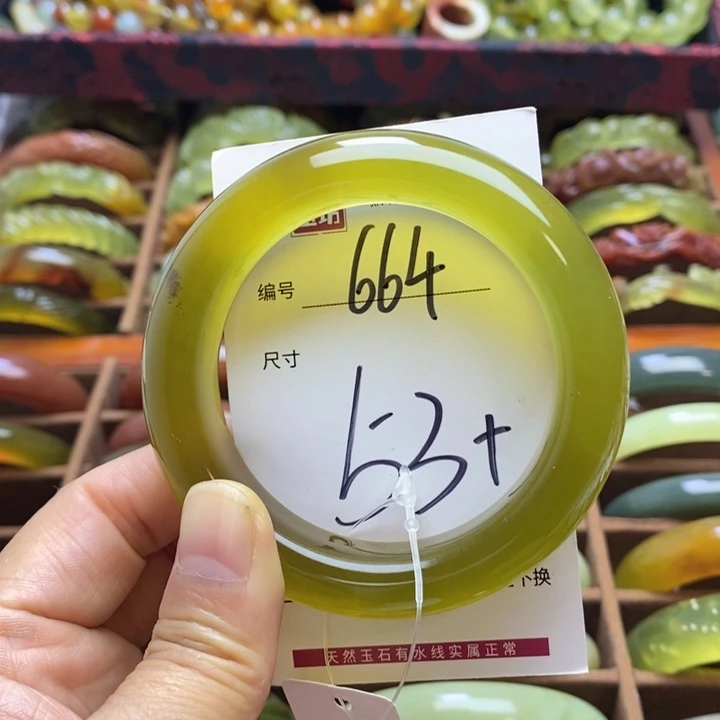 编号 664
尺寸
53+
换
天然玉石有水线实属正常